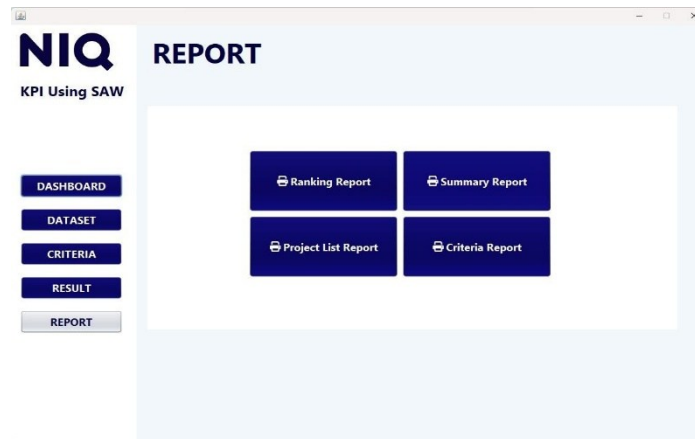 NIQ
KPI Using SAW
DASHBOARD
DATASET
CRITERIA
RESULT
REPORT
REPORT
Ranking Report
Summary Report
Project List Report
Criteria Report